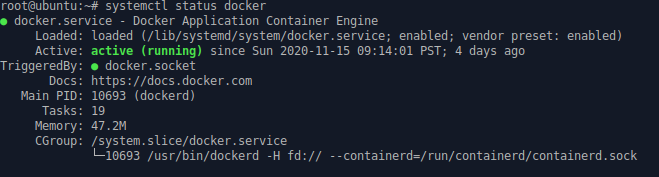 root@ubuntu:~# systemctl status docker
● docker.service - Docker Application Container Engine
Loaded: loaded (/lib/systemd/system/docker.service; enabled; vendor preset: enabled)
Active: active (running) since Sun 2020-11-15 09:14:01 PST; 4 days ago
TriggeredBy: ● docker.socket
Docs: https://docs.docker.com
Main PID: 10693 (dockerd)
Tasks: 19
Memory: 47.2M
CGroup: /system.slice/docker.service
└─10693 /usr/bin/dockerd -H fd:// --containerd=/run/containerd/containerd.sock